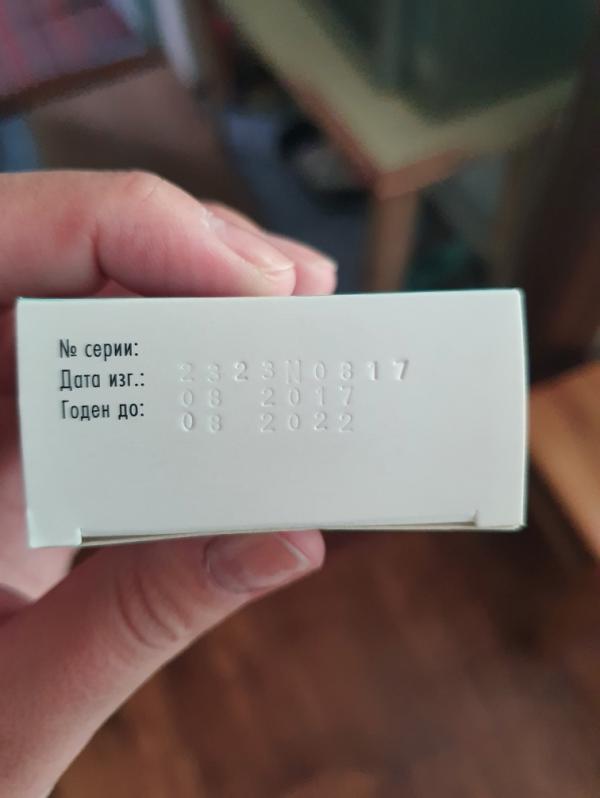 № серии:
2323N0817
Дата изг.:
08 2017
Годен до:
08 2022